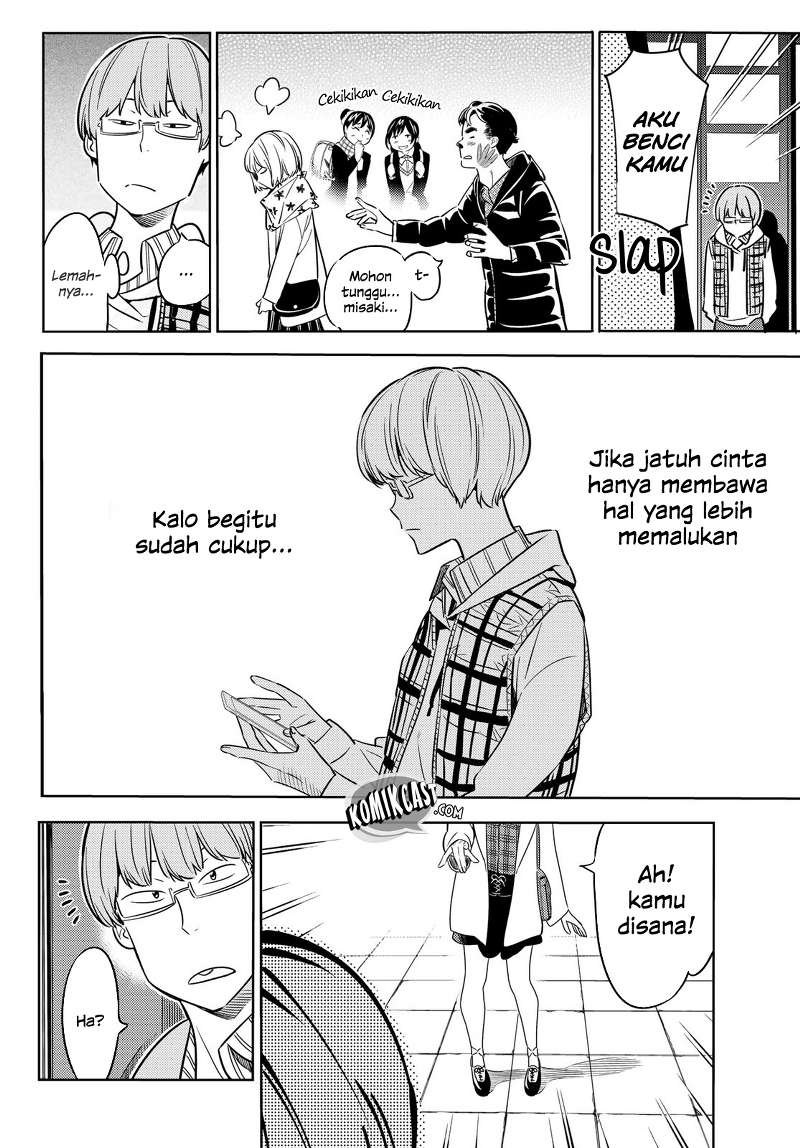 AKU
BENCI
KAMU
Slap
Cekikikan Cekikikan
t-
Mohon
tunggu...
misaki...
...
Lemah-
nya...
Jika jatuh cinta
hanya membawa
hal yang lebih
memalukan
Kalo begitu
sudah cukup...
KOMIKCAST
.COM
Ah!
kamu
disana!
Ha?